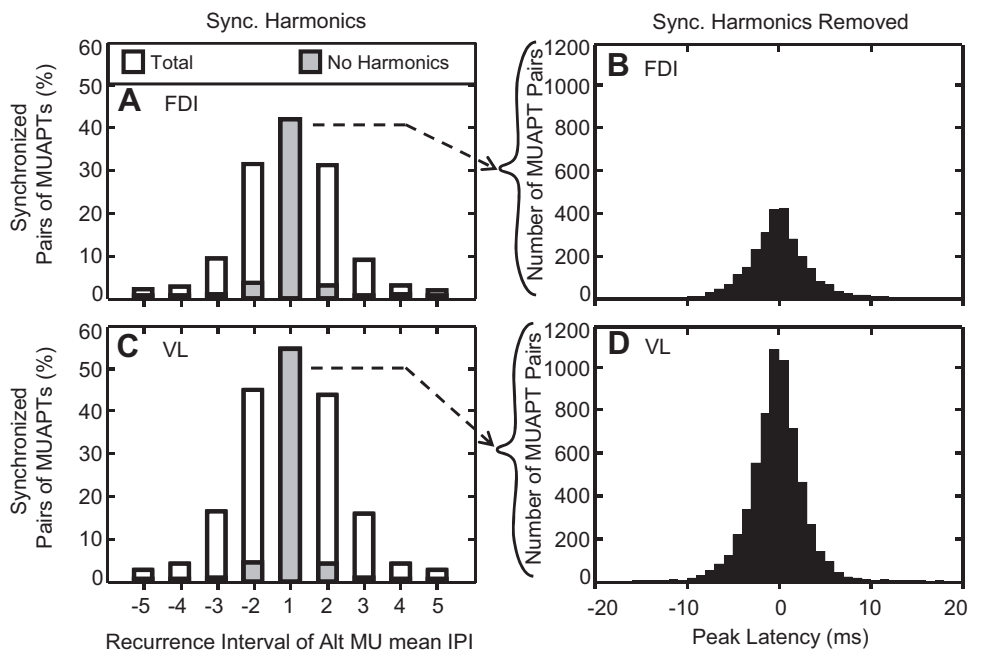 Sync. Harmonics
Sync. Harmonics Removed
Total
No Harmonics
A FDI
Synchronized
Pairs of MUAPTs (%)
60
50
40
30
20
10
0
B FDI
Number of MUAPT Pairs
1200
1000
800
600
400
200
0
C VL
Synchronized
Pairs of MUAPTs (%)
60
50
40
30
20
10
0
-5 -4 -3 -2 1 2 3 4 5
Recurrence Interval of Alt MU mean IPI
D VL
Number of MUAPT Pairs
1200
1000
800
600
400
200
0
-20 -10 0 10 20
Peak Latency (ms)